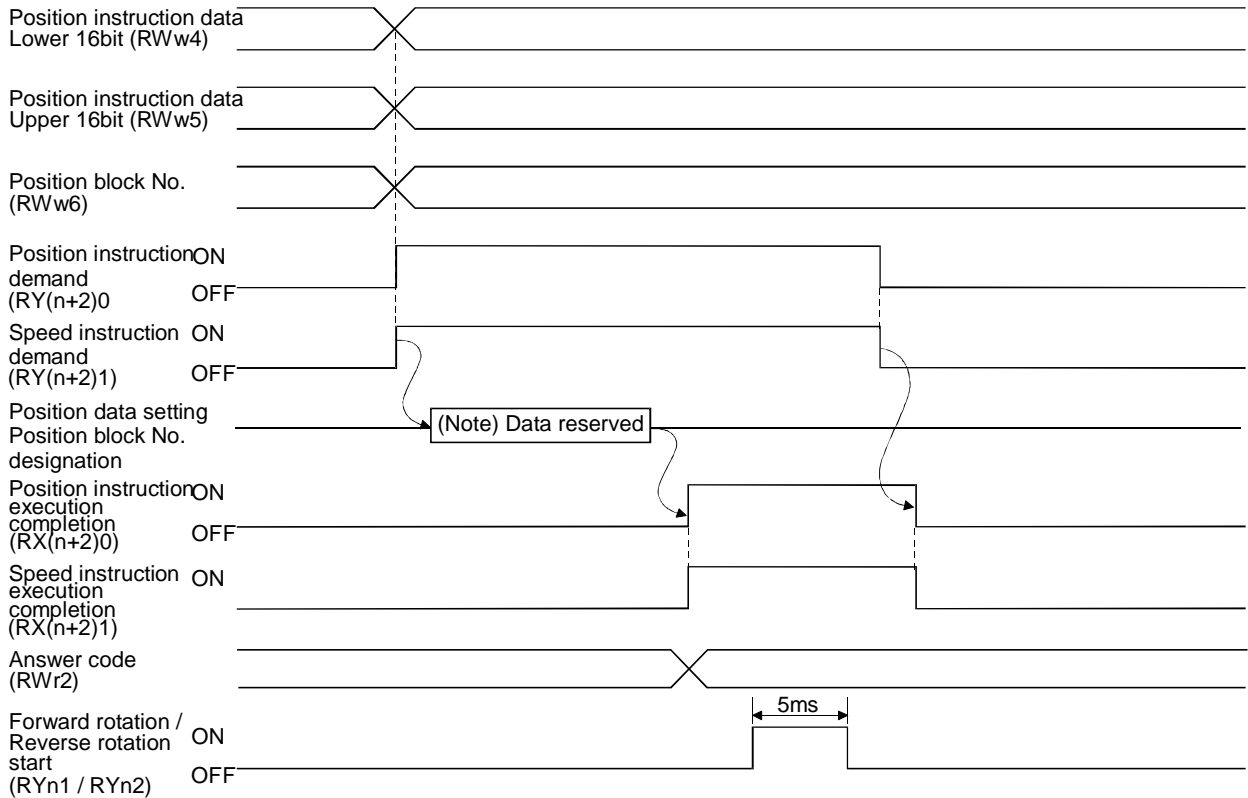 Position instruction data
Lower 16bit (RWw4)
Position instruction data
Upper 16bit (RWw5)
Position block No.
(RWw6)
Position instruction ON
demand
(RY(n+2)0 OFF
Speed instruction ON
demand
(RY(n+2)1) OFF
Position data setting
Position block No.
designation
(Note) Data reserved
Position instruction ON
execution
completion
(RX(n+2)0) OFF
Speed instruction ON
execution
completion
(RX(n+2)1)
Answer code
(RWr2)
5ms
Forward rotation /
Reverse rotation ON
start
(RYn1 / RYn2) OFF